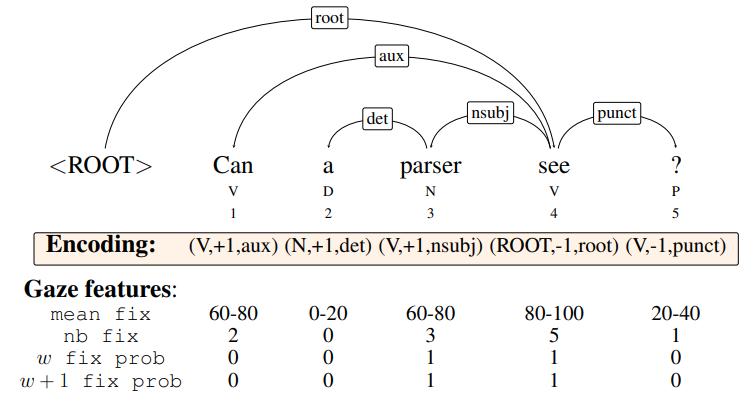 root
aux
det nsubj punct
<ROOT> Can a parser see ?
V D N V P
1 2 3 4 5
Encoding: (V,+1,aux) (N,+1,det) (V,+1,nsubj) (ROOT,-1,root) (V,-1,punct)
Gaze features:
mean fix 60-80 0-20 60-80 80-100 20-40
nb fix 2 0 3 5 1
w fix prob 0 0 1 1 0
w+1 fix prob 0 0 1 1 0